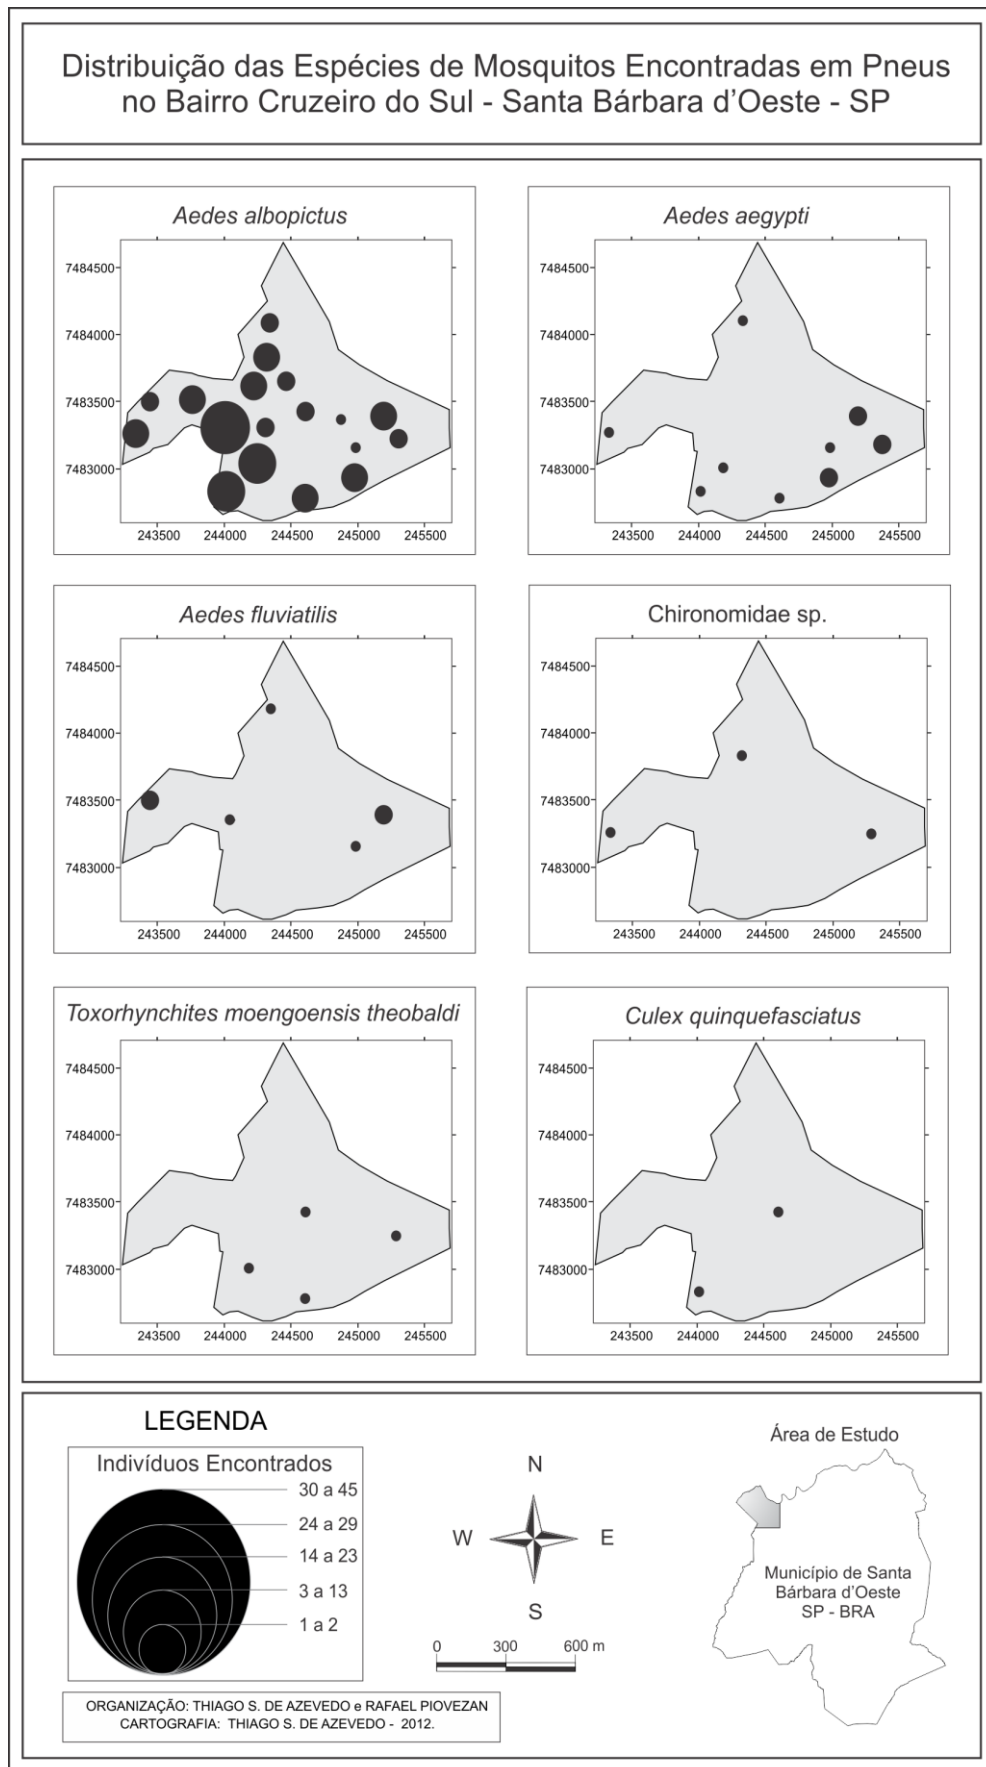 Distribuição das Espécies de Mosquitos Encontradas em Pneus
no Bairro Cruzeiro do Sul - Santa Bárbara d'Oeste - SP
Aedes albopictus
7484500
7484000
7483500
7483000
243500 244000 244500 245000 245500
Aedes aegypti
7484500
7484000
7483500
7483000
243500 244000 244500 245000 245500
Aedes fluviatilis
7484500
7484000
7483500
7483000
243500 244000 244500 245000 245500
Chironomidae sp.
7484500
7484000
7483500
7483000
243500 244000 244500 245000 245500
Toxorhynchites moengoensis theobaldi
7484500
7484000
7483500
7483000
243500 244000 244500 245000 245500
Culex quinquefasciatus
7484500
7484000
7483500
7483000
243500 244000 244500 245000 245500
LEGENDA
Indivíduos Encontrados
30 a 45
24 a 29
14 a 23
3 a 13
1 a 2
N
W E
S
0 300 600 m
Área de Estudo
Município de Santa
Bárbara d'Oeste
SP - BRA
ORGANIZAÇÃO: THIAGO S. DE AZEVEDO e RAFAEL PIOVEZAN
CARTOGRAFIA: THIAGO S. DE AZEVEDO - 2012.